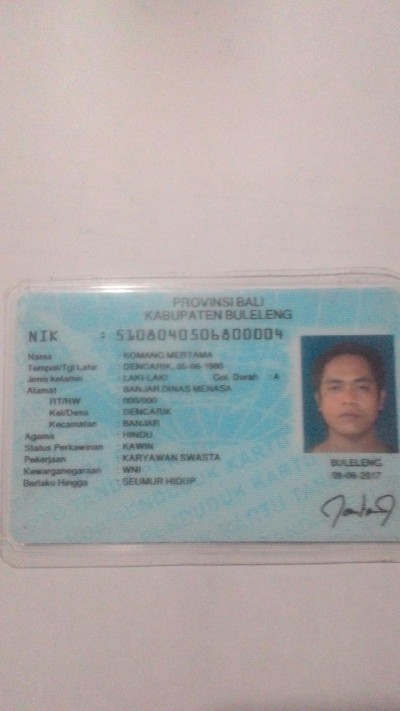 PROVINSI BALI
KABUPATEN BULELENG
NIK : 5108040506800004
Nama : KOMANG MERTAMA
Tempat/Tgl Lahir : DENCARIK, 05-06-1980
Jenis kelamin : LAKI-LAKI Gol. Darah : A
Alamat : BANJAR DINAS MENASA
RT/RW : 000/000
Kel/Desa : DENCARIK
Kecamatan : BANJAR
Agama : HINDU
Status Perkawinan : KAWIN
Pekerjaan : KARYAWAN SWASTA
Kewarganegaraan : WNI
Berlaku Hingga : SEUMUR HIDUP
BULELENG
08-06-2017